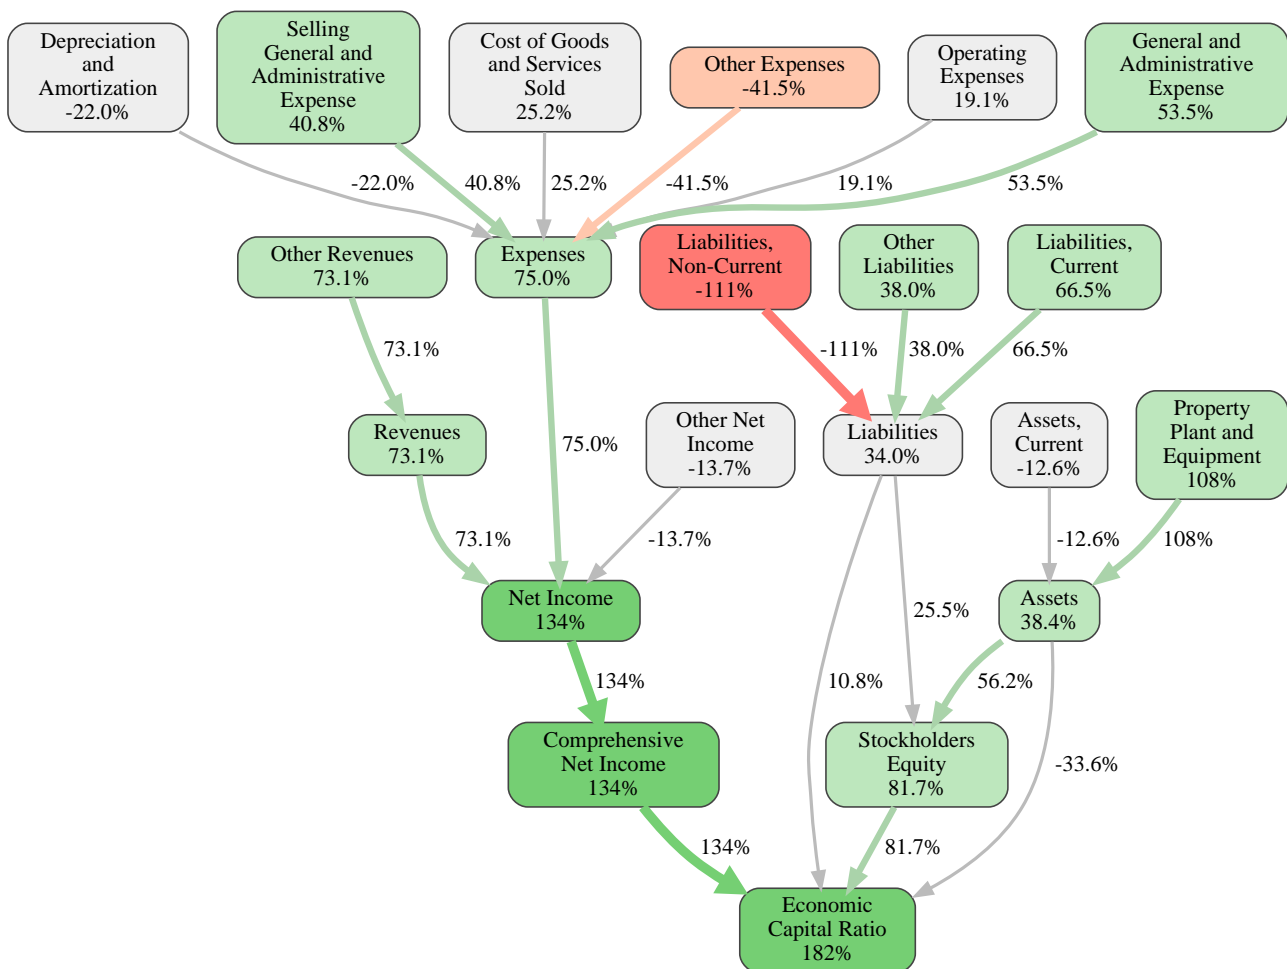 Depreciation
and
Amortization
-22.0%
Selling
General and
Administrative
Expense
40.8%
Cost of Goods
and Services
Sold
25.2%
Other Expenses
-41.5%
Operating
Expenses
19.1%
General and
Administrative
Expense
53.5%
-22.0%
40.8%
25.2%
-41.5%
19.1%
53.5%
Other Revenues
73.1%
Expenses
75.0%
Liabilities,
Non-Current
-111%
Other
Liabilities
38.0%
Liabilities,
Current
66.5%
73.1%
-111%
38.0%
66.5%
Revenues
73.1%
75.0%
Other Net
Income
-13.7%
Liabilities
34.0%
Assets,
Current
-12.6%
Property
Plant and
Equipment
108%
73.1%
-13.7%
-12.6%
108%
Net Income
134%
25.5%
Assets
38.4%
134%
10.8%
56.2%
Comprehensive
Net Income
134%
Stockholders
Equity
81.7%
-33.6%
134%
81.7%
Economic
Capital Ratio
182%